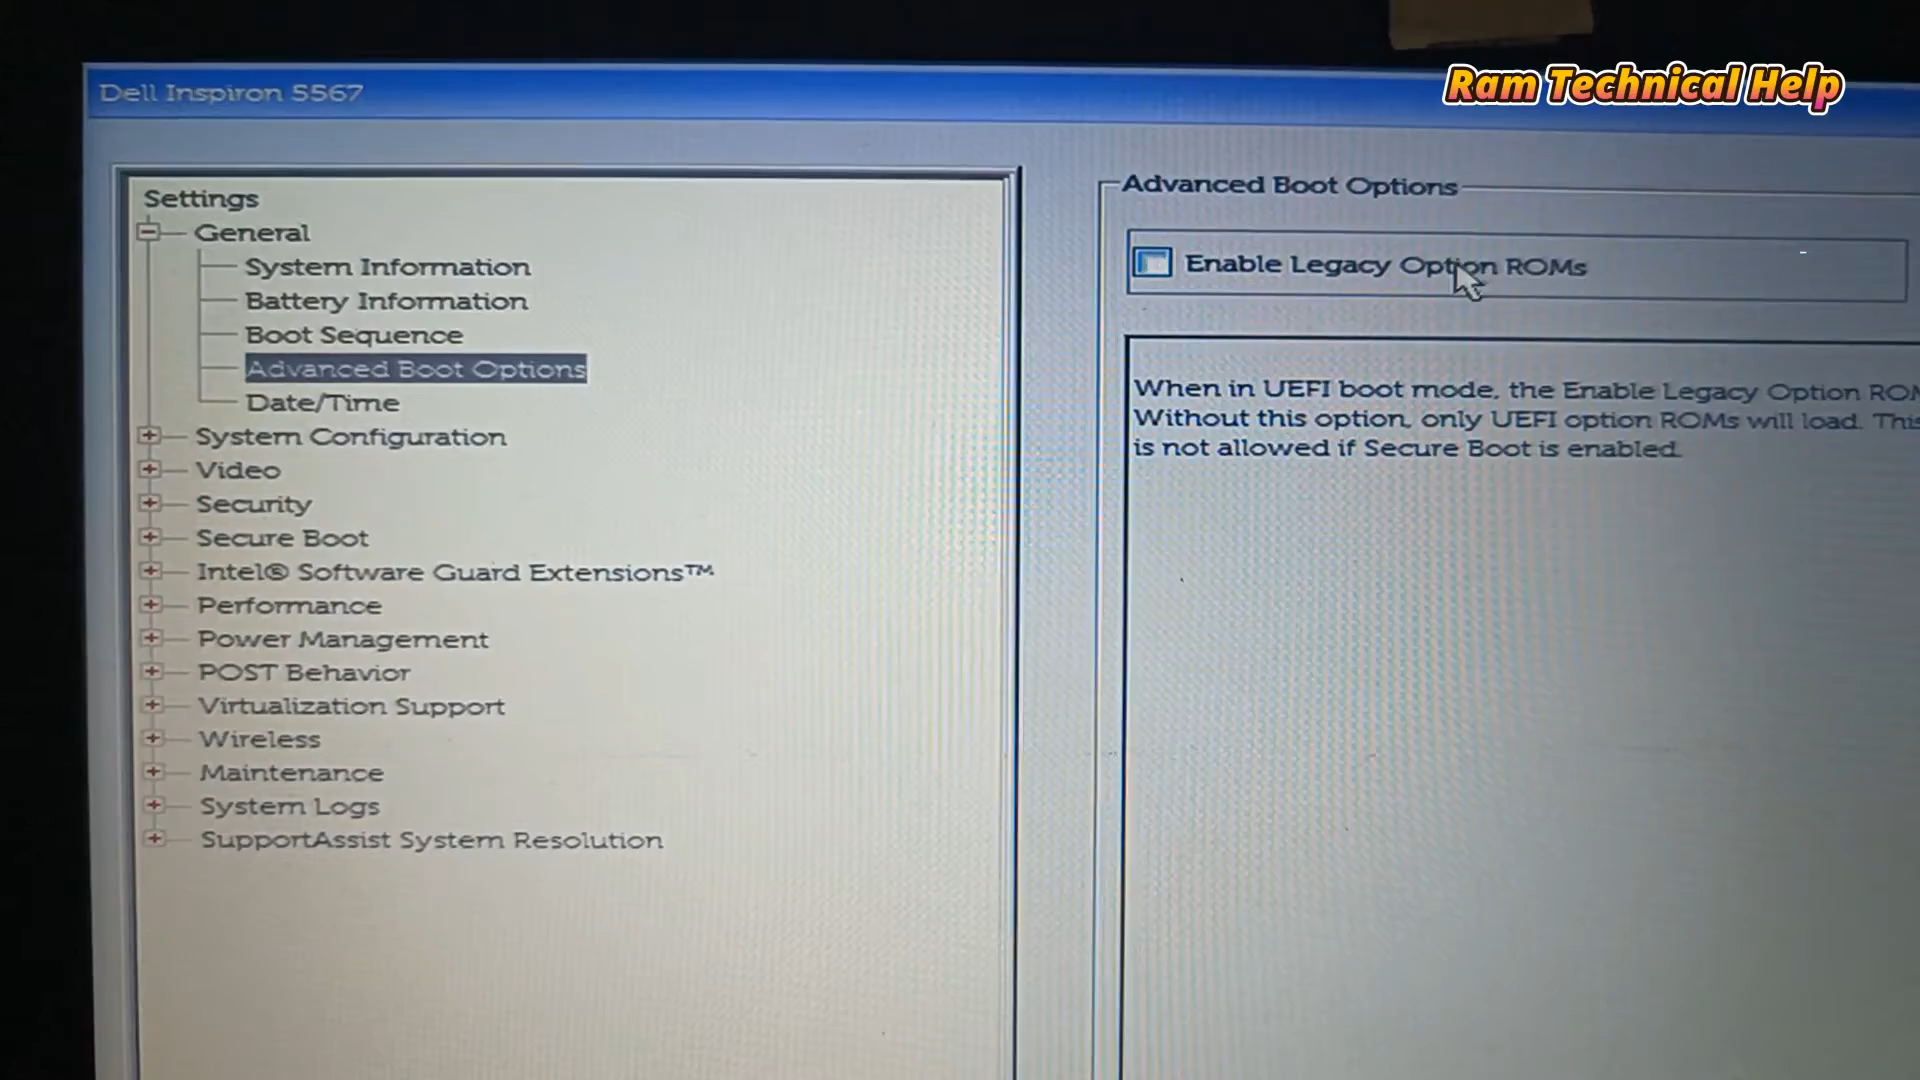 Dell Inspiron 5567
Ram Technical Help
Settings
General
System Information
Battery Information
Boot Sequence
Advanced Boot Options
Date/Time
System Configuration
Video
Security
Secure Boot
Intel® Software Guard Extensions™
Performance
Power Management
POST Behavior
Virtualization Support
Wireless
Maintenance
System Logs
SupportAssist System Resolution
Advanced Boot Options
Enable Legacy Option ROMs
When in UEFI boot mode, the Enable Legacy Option
Without this option, only UEFI option ROMs will load. This
is not allowed if Secure Boot is enabled.